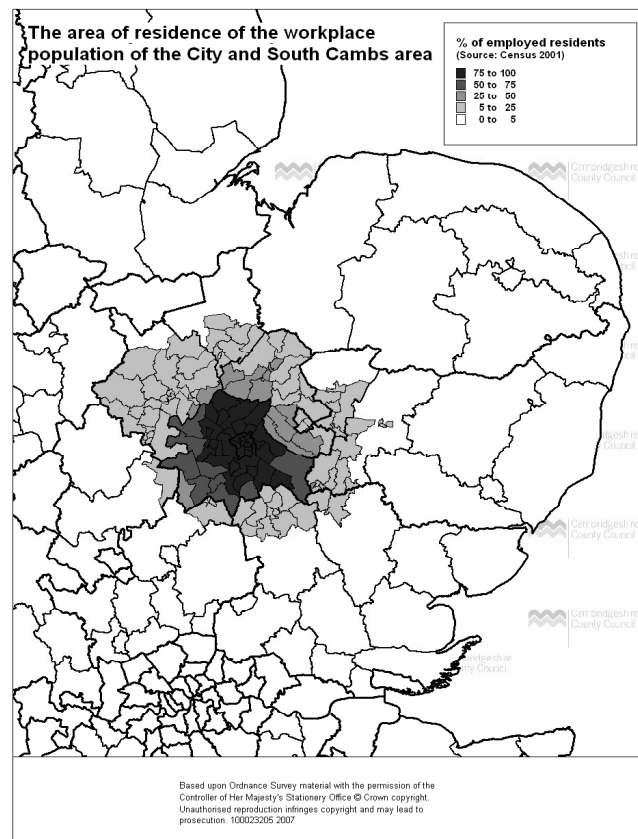 The area of residence of the workplace
population of the City and South Cambs area
% of employed residents
(Source: Census 2001)
75 to 100
50 to 75
25 to 50
5 to 25
0 to 5
Cambridgeshire
County Council
Cambridgeshire
County Council
Cambridgeshire
County Council
Cambridgeshire
County Council
Based upon Ordnance Survey material with the permission of the
Controller of Her Majesty's Stationery Office © Crown copyright.
Unauthorised reproduction infringes copyright and may lead to
prosecution. 100023205 2007